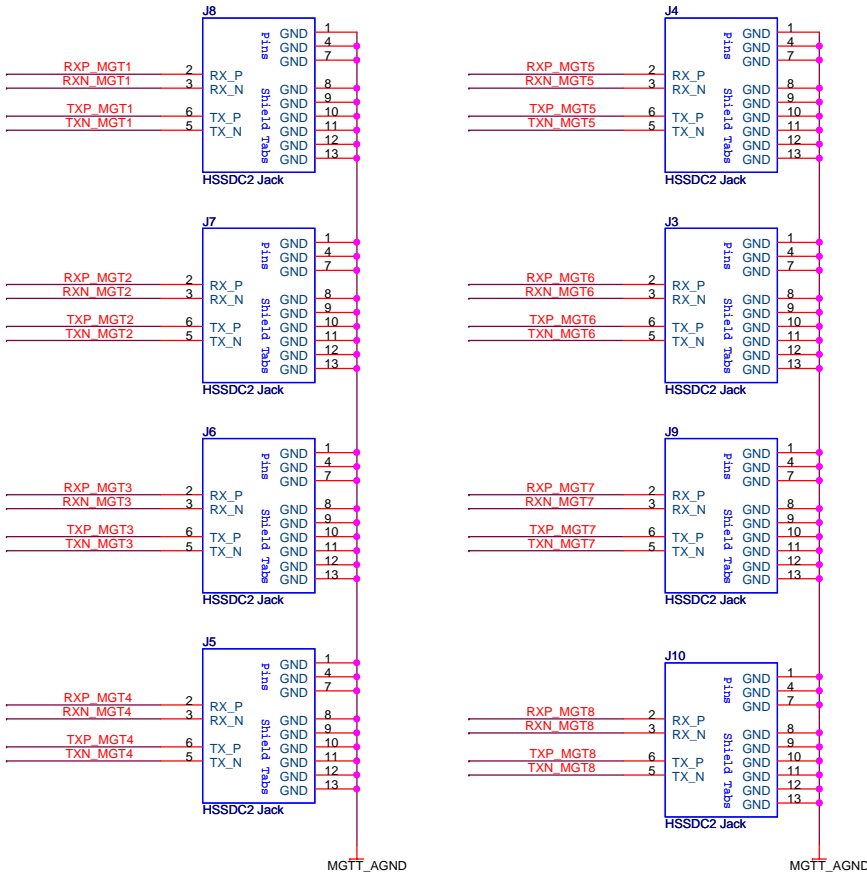 J8
Pins
GND 1
GND 4
GND 7
RXP_MGT1 2 RX_P
RXN_MGT1 3 RX_N
Shield Tabs
GND 8
GND 9
TXP_MGT1 6 TX_P GND 10
TXN_MGT1 5 TX_N GND 11
GND 12
GND 13
HSSDC2 Jack
J4
Pins
GND 1
GND 4
GND 7
RXP_MGT5 2 RX_P
RXN_MGT5 3 RX_N
Shield Tabs
GND 8
GND 9
TXP_MGT5 6 TX_P GND 10
TXN_MGT5 5 TX_N GND 11
GND 12
GND 13
HSSDC2 Jack
J7
Pins
GND 1
GND 4
GND 7
RXP_MGT2 2 RX_P
RXN_MGT2 3 RX_N
Shield Tabs
GND 8
GND 9
TXP_MGT2 6 TX_P GND 10
TXN_MGT2 5 TX_N GND 11
GND 12
GND 13
HSSDC2 Jack
J3
Pins
GND 1
GND 4
GND 7
RXP_MGT6 2 RX_P
RXN_MGT6 3 RX_N
Shield Tabs
GND 8
GND 9
TXP_MGT6 6 TX_P GND 10
TXN_MGT6 5 TX_N GND 11
GND 12
GND 13
HSSDC2 Jack
J6
Pins
GND 1
GND 4
GND 7
RXP_MGT3 2 RX_P
RXN_MGT3 3 RX_N
Shield Tabs
GND 8
GND 9
TXP_MGT3 6 TX_P GND 10
TXN_MGT3 5 TX_N GND 11
GND 12
GND 13
HSSDC2 Jack
J9
Pins
GND 1
GND 4
GND 7
RXP_MGT7 2 RX_P
RXN_MGT7 3 RX_N
Shield Tabs
GND 8
GND 9
TXP_MGT7 6 TX_P GND 10
TXN_MGT7 5 TX_N GND 11
GND 12
GND 13
HSSDC2 Jack
J5
Pins
GND 1
GND 4
GND 7
RXP_MGT4 2 RX_P
RXN_MGT4 3 RX_N
Shield Tabs
GND 8
GND 9
TXP_MGT4 6 TX_P GND 10
TXN_MGT4 5 TX_N GND 11
GND 12
GND 13
HSSDC2 Jack
J10
Pins
GND 1
GND 4
GND 7
RXP_MGT8 2 RX_P
RXN_MGT8 3 RX_N
Shield Tabs
GND 8
GND 9
TXP_MGT8 6 TX_P GND 10
TXN_MGT8 5 TX_N GND 11
GND 12
GND 13
HSSDC2 Jack
MGTT_AGND
MGTT_AGND